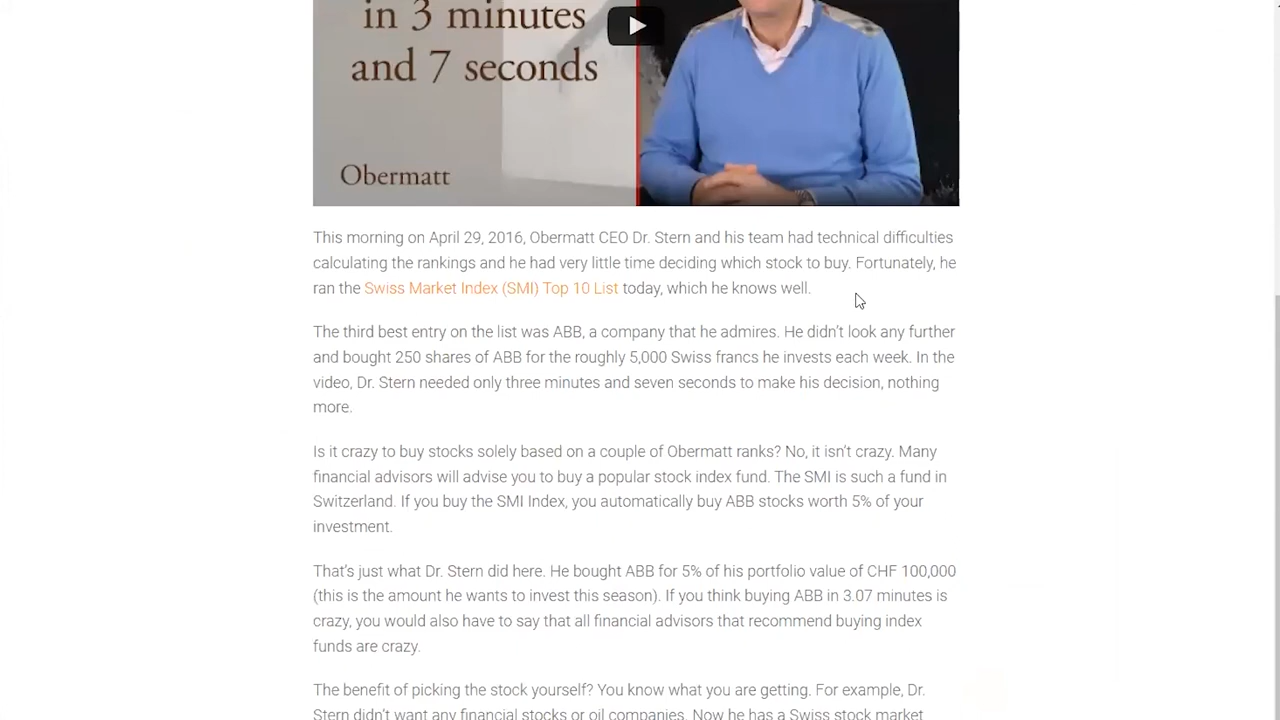 in 3 minutes
and 7 seconds
Obermatt
This morning on April 29, 2016, Obermatt CEO Dr. Stern and his team had technical difficulties
calculating the rankings and he had very little time deciding which stock to buy. Fortunately, he
ran the Swiss Market Index (SMI) Top 10 List today, which he knows well.
The third best entry on the list was ABB, a company that he admires. He didn’t look any further
and bought 250 shares of ABB for the roughly 5,000 Swiss francs he invests each week. In the
video, Dr. Stern needed only three minutes and seven seconds to make his decision, nothing
more.
Is it crazy to buy stocks solely based on a couple of Obermatt ranks? No, it isn’t crazy. Many
financial advisors will advise you to buy a popular stock index fund. The SMI is such a fund in
Switzerland. If you buy the SMI Index, you automatically buy ABB stocks worth 5% of your
investment.
That’s just what Dr. Stern did here. He bought ABB for 5% of his portfolio value of CHF 100,000
(this is the amount he wants to invest this season). If you think buying ABB in 3.07 minutes is
crazy, you would also have to say that all financial advisors that recommend buying index
funds are crazy.
The benefit of picking the stock yourself? You know what you are getting. For example, Dr.
Stern didn’t want any financial stocks or oil companies. Now he has a Swiss stock market